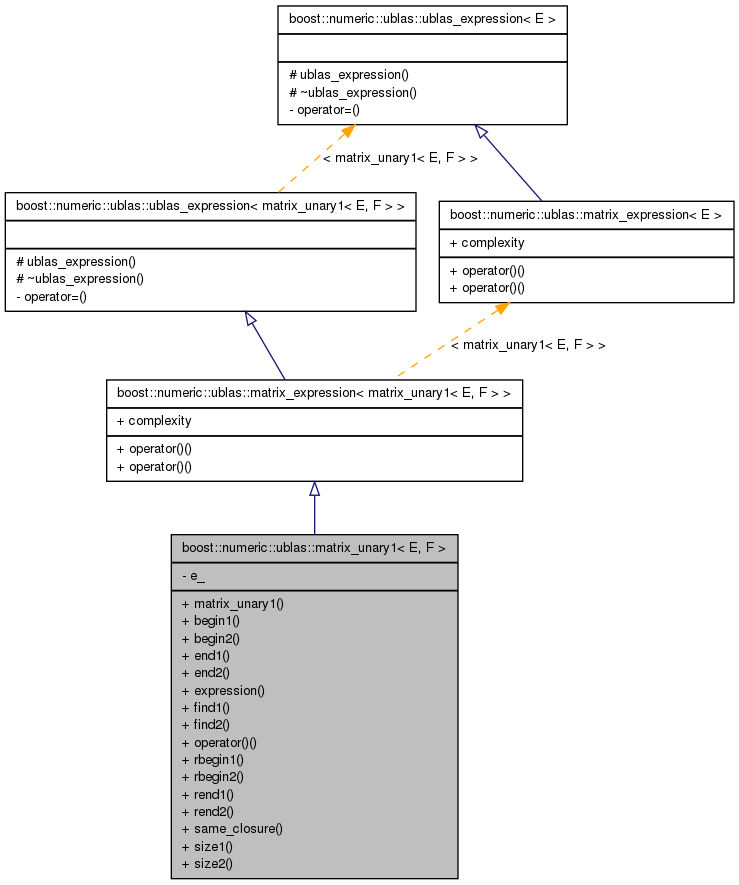 boost::numeric::ublas::ublas_expression< E >
# ublas_expression()
# ~ublas_expression()
- operator=()
< matrix_unary1< E, F > >
boost::numeric::ublas::ublas_expression< matrix_unary1< E, F > >
# ublas_expression()
# ~ublas_expression()
- operator=()
boost::numeric::ublas::matrix_expression< E >
+ complexity
+ operator()()
+ operator()()
< matrix_unary1< E, F > >
boost::numeric::ublas::matrix_expression< matrix_unary1< E, F > >
+ complexity
+ operator()()
+ operator()()
boost::numeric::ublas::matrix_unary1< E, F >
- e_
+ matrix_unary1()
+ begin1()
+ begin2()
+ end1()
+ end2()
+ expression()
+ find1()
+ find2()
+ operator()()
+ rbegin1()
+ rbegin2()
+ rend1()
+ rend2()
+ same_closure()
+ size1()
+ size2()